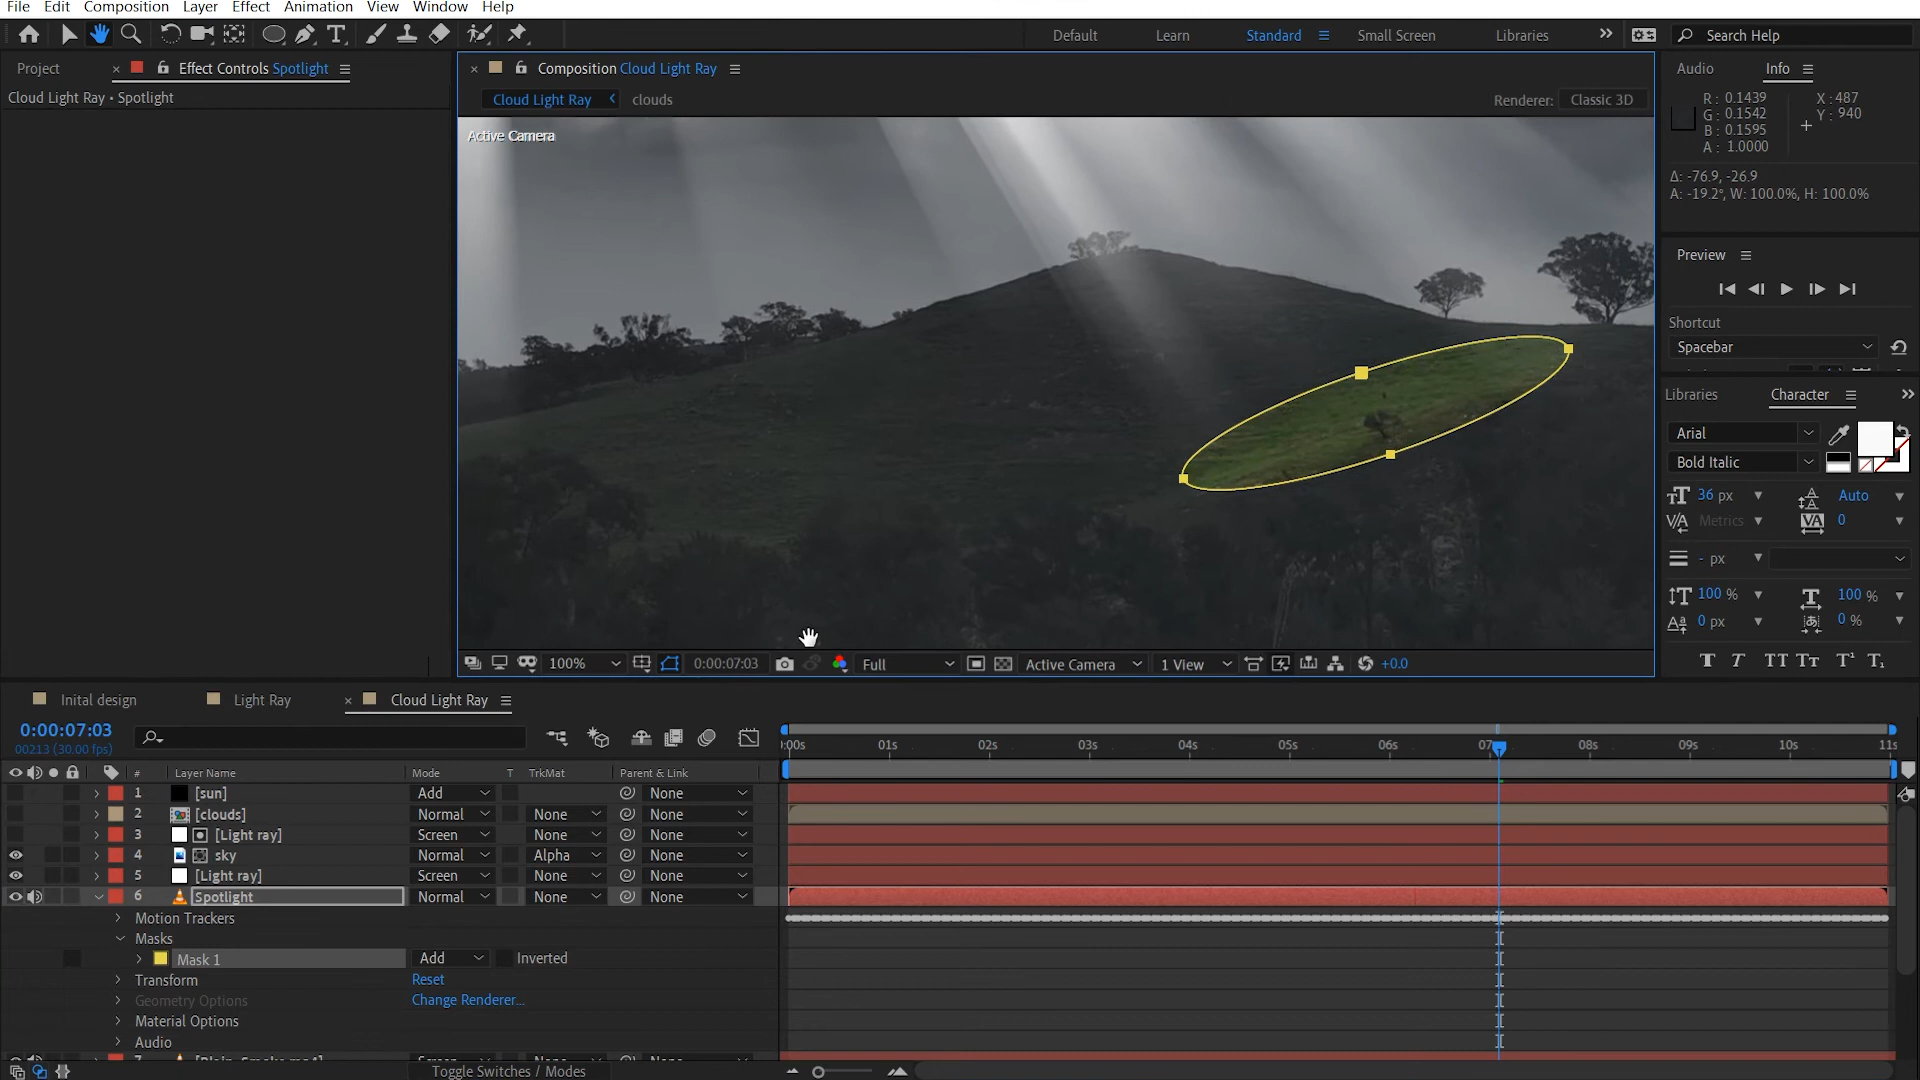 File Edit Composition Layer Effect Animation View Window Help
Default Learn Standard Small Screen Libraries Search Help
Project Effect Controls Spotlight
Cloud Light Ray • Spotlight
Composition Cloud Light Ray
Cloud Light Ray clouds
Renderer: Classic 3D
Active Camera
Audio Info
R: 0.1439
G: 0.1542
B: 0.1595
A: 1.0000
X: 487
Y: 940
Δ: -76.9, -26.9
A: -19.2°, W: 100.0%, H: 100.0%
Preview
Shortcut
Spacebar
Libraries Character
Arial
Bold Italic
36 px Auto
Metrics 0
- px
100 % 100 %
0 px 0 %
100% 0:00:07:03 Full Active Camera 1 View +0.0
Inital design Light Ray Cloud Light Ray
0:00:07:03
00213 (30.00 fps)
:00s 01s 02s 03s 04s 05s 06s 07 08s 09s 10s 11s
# Layer Name Mode T TrkMat Parent & Link
1 [sun] Add None
2 [clouds] Normal None None
3 [Light ray] Screen None None
4 sky Normal Alpha None
5 [Light ray] Screen None None
6 Spotlight Normal None None
Motion Trackers
Masks
Mask 1 Add Inverted
Transform Reset
Geometry Options Change Renderer...
Material Options
Audio
Toggle Switches / Modes